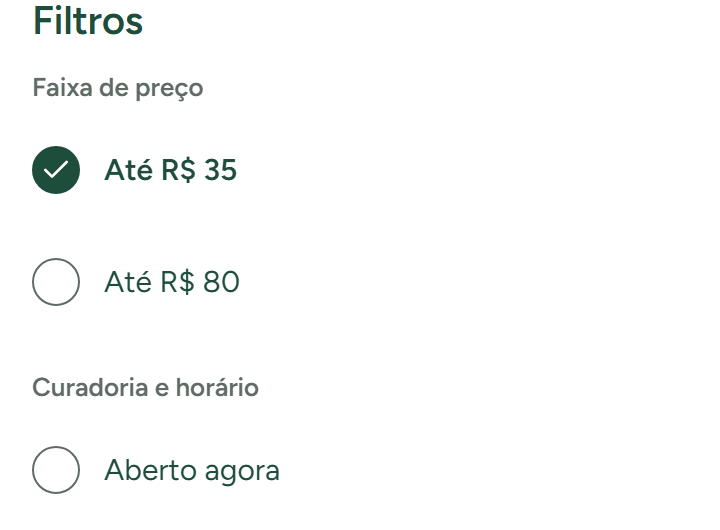 Filtros
Faixa de preço
Até R$ 35
Até R$ 80
Curadoria e horário
Aberto agora